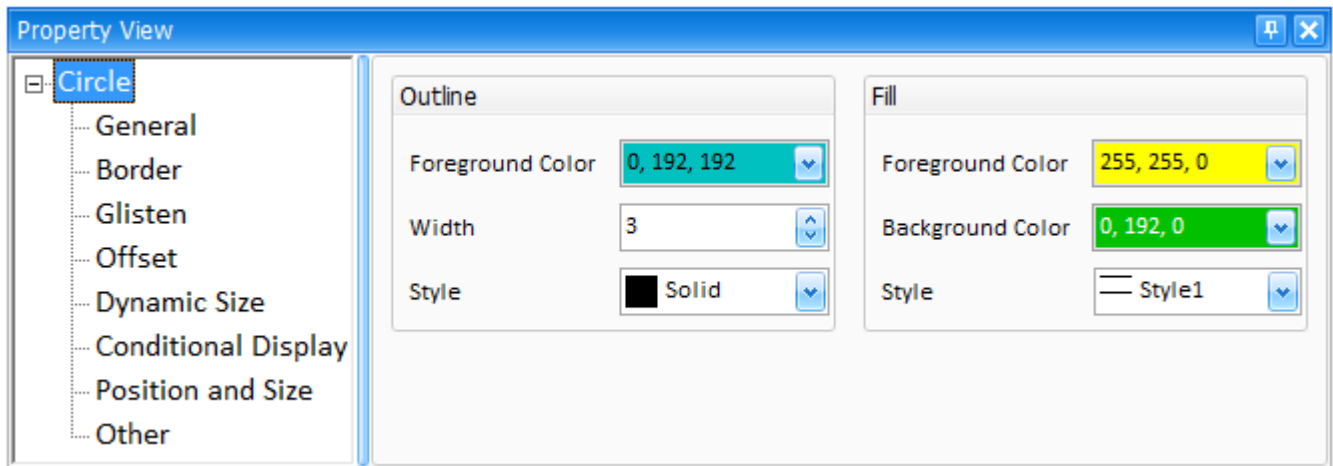 Property View
Circle
General
Border
Glisten
Offset
Dynamic Size
Conditional Display
Position and Size
Other
Outline
Foreground Color 0, 192, 192
Width 3
Style Solid
Fill
Foreground Color 255, 255, 0
Background Color 0, 192, 0
Style Style1